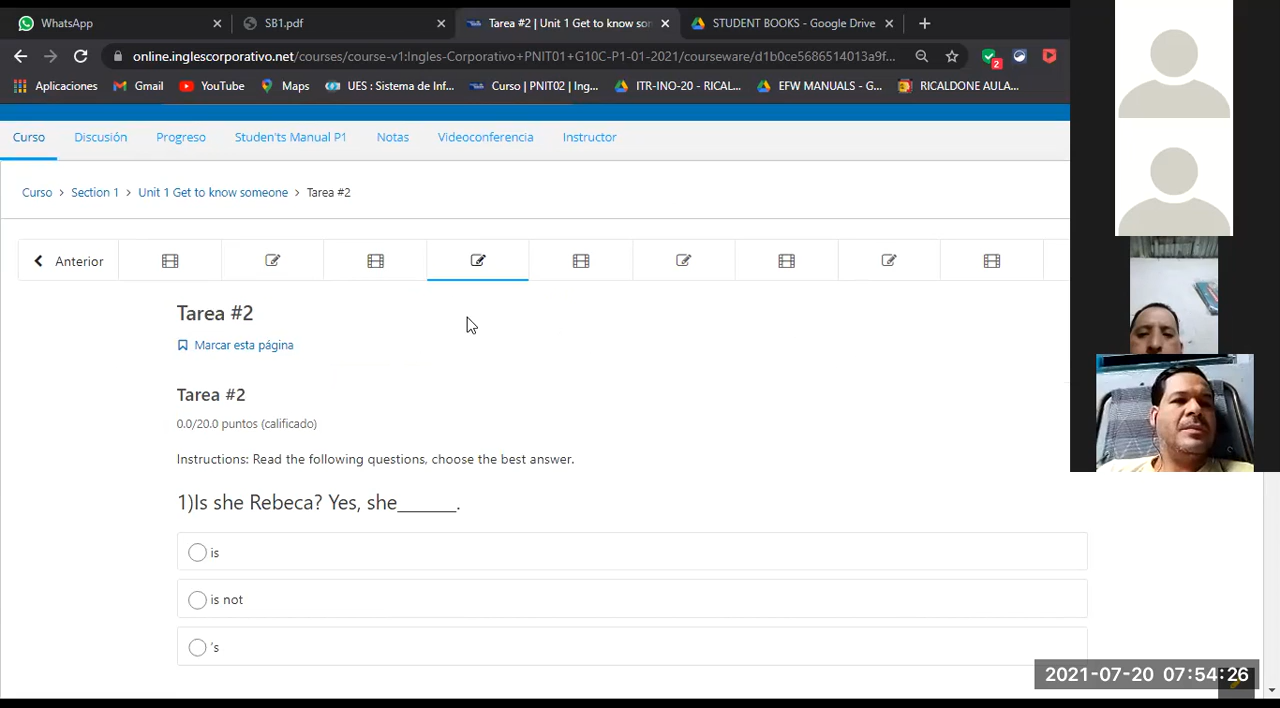 WhatsApp
SB1.pdf
Tarea #2 | Unit 1 Get to know son
STUDENT BOOKS - Google Drive
online.inglescorporativo.net/courses/course-v1:Ingles-Corporativo+PNIT01+G10C-P1-01-2021/courseware/d1b0ce5686514013a9f...
2
Aplicaciones
Gmail
YouTube
Maps
UES : Sistema de Inf...
Curso | PNIT02 | Ing...
ITR-INO-20 - RICAL...
EFW MANUALS - G...
RICALDONE AULA...
Curso
Discusión
Progreso
Studen'ts Manual P1
Notas
Videoconferencia
Instructor
Curso > Section 1 > Unit 1 Get to know someone > Tarea #2
Anterior
Tarea #2
Marcar esta página
Tarea #2
0.0/20.0 puntos (calificado)
Instructions: Read the following questions, choose the best answer.
1)Is she Rebeca? Yes, she______.
is
is not
's
2021-07-20 07:54:26